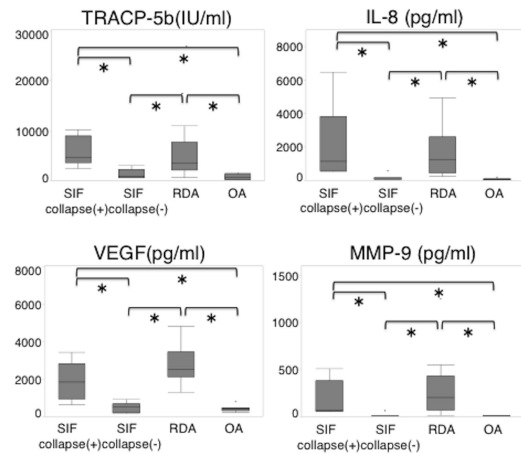 TRACP-5b(IU/ml)
30000
20000
10000
0
*
*
*
*
SIF SIF RDA OA
collapse(+)collapse(-)
IL-8 (pg/ml)
8000
6000
4000
2000
0
*
*
*
*
SIF SIF RDA OA
collapse(+)collapse(-)
VEGF(pg/ml)
8000
6000
4000
2000
0
*
*
*
*
SIF SIF RDA OA
collapse(+)collapse(-)
MMP-9 (pg/ml)
1500
1000
500
0
*
*
*
*
SIF SIF RDA OA
collapse(+)collapse(-)